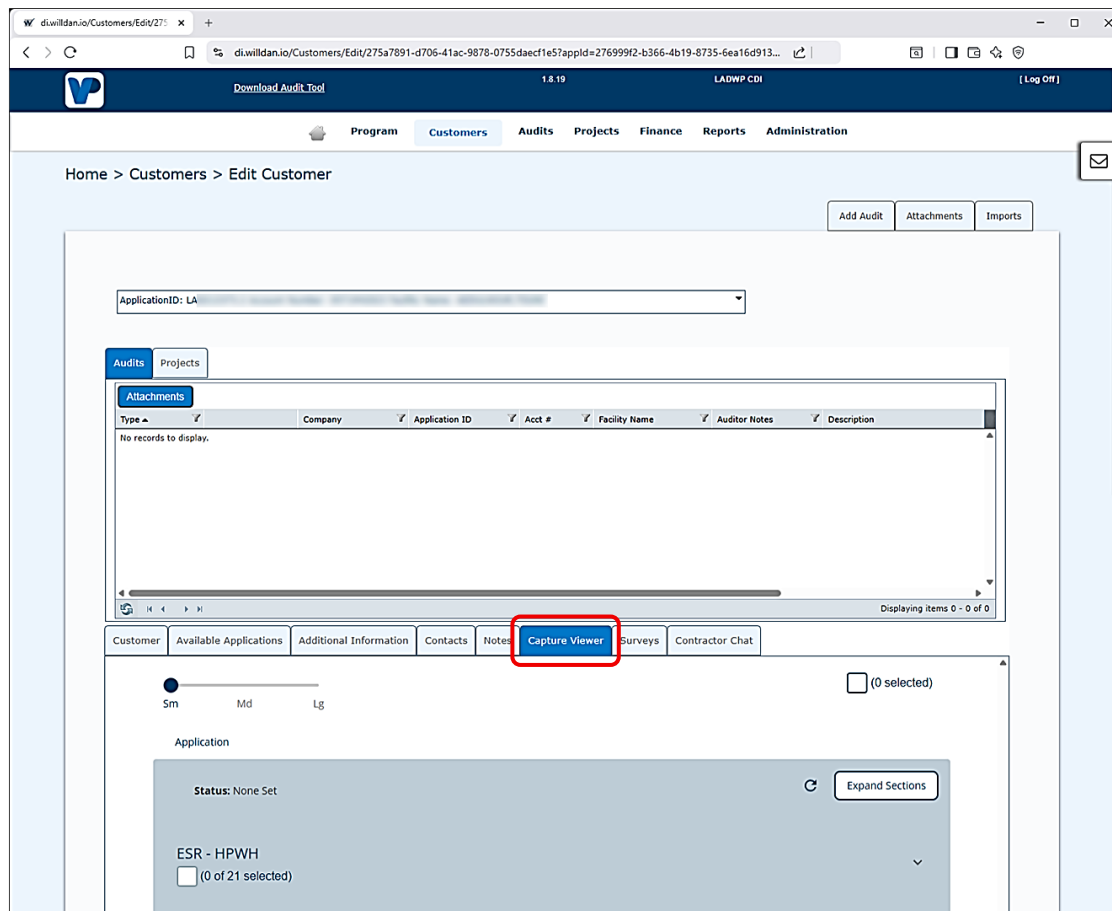 di.willdan.io/Customers/Edit/275
di.willdan.io/Customers/Edit/275a7891-d706-41ac-9878-0755daecf1e5?appId=276999f2-b366-4b19-8735-6ea16d913...
Download Audit Tool
1.8.19
LADWP CDI
[ Log Off ]
Program Customers Audits Projects Finance Reports Administration
Home > Customers > Edit Customer
Add Audit Attachments Imports
ApplicationID: LA
Audits Projects
Attachments
Type Company Application ID Acct # Facility Name Auditor Notes Description
No records to display.
Displaying items 0 - 0 of 0
Customer Available Applications Additional Information Contacts Notes Capture Viewer Surveys Contractor Chat
(0 selected)
Sm Md Lg
Application
Status: None Set
Expand Sections
ESR - HPWH
(0 of 21 selected)